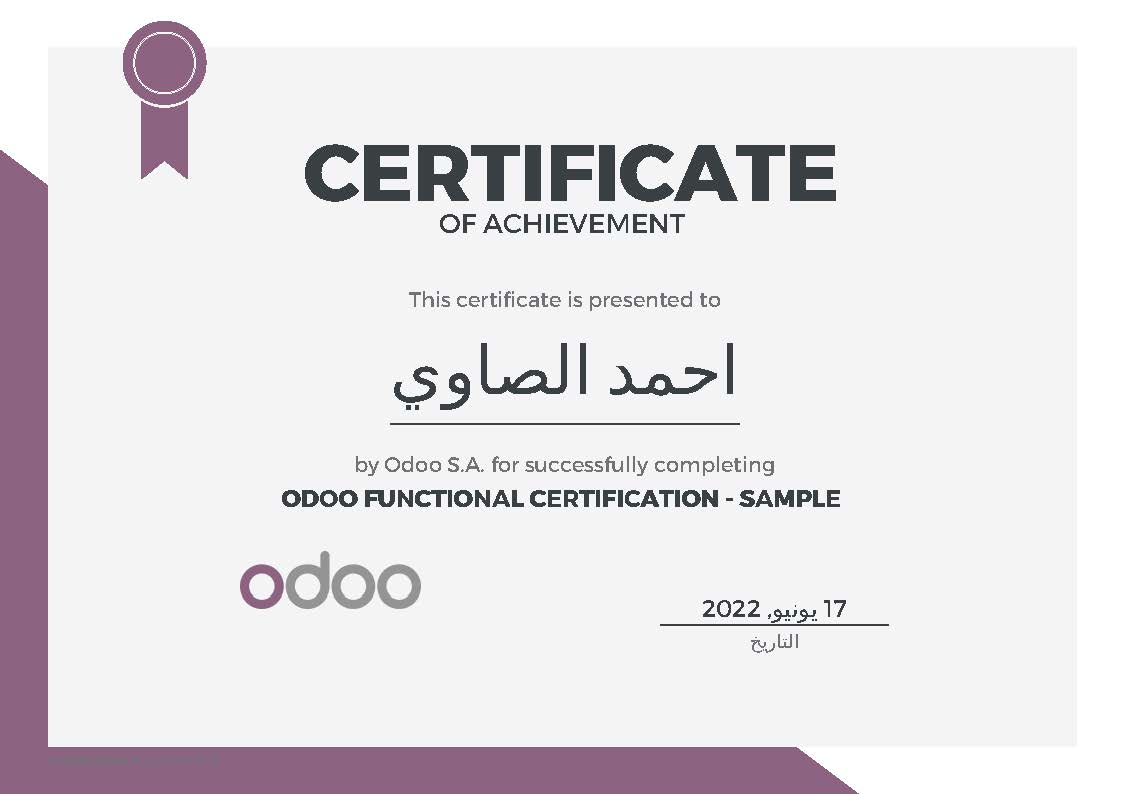 CERTIFICATE
OF ACHIEVEMENT
This certificate is presented to
احمد الصاوي
by Odoo S.A. for successfully completing
ODOO FUNCTIONAL CERTIFICATION - SAMPLE
odoo
17 يونيو, 2022
التاريخ